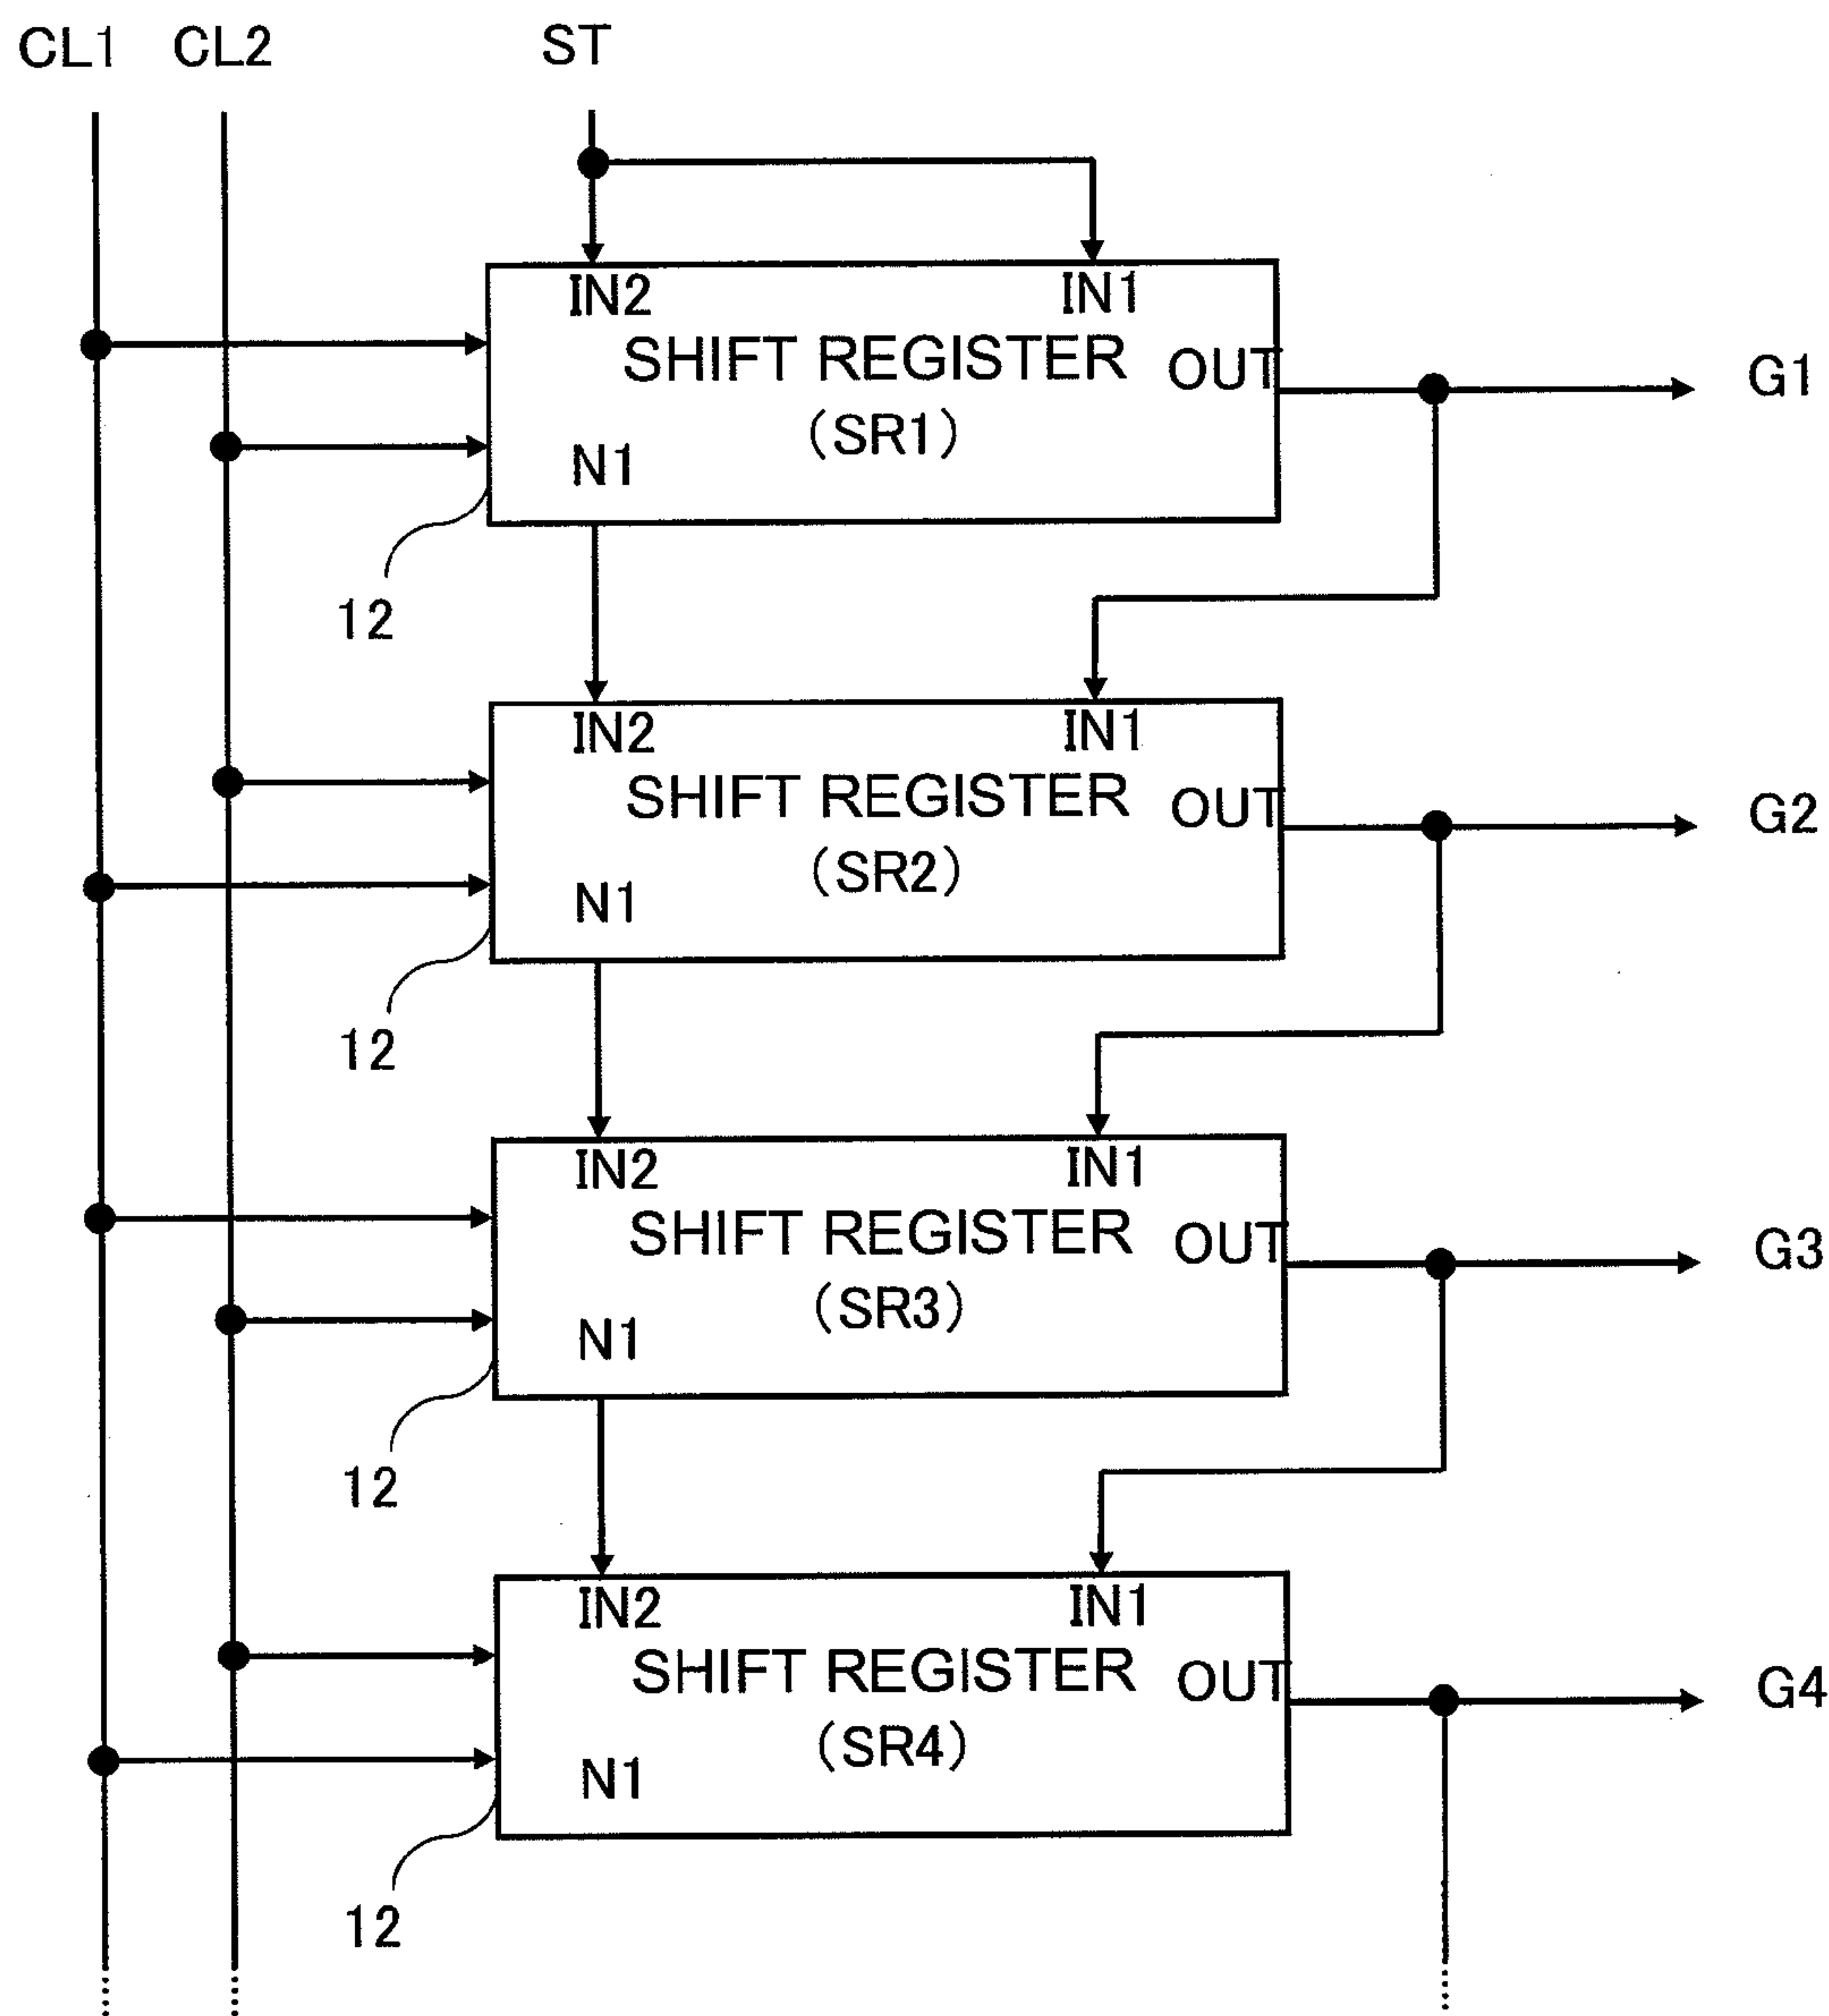 CL1 CL2 ST
IN2 IN1
SHIFT REGISTER OUT G1
(SR1)
N1
12
IN2 IN1
SHIFT REGISTER OUT G2
(SR2)
N1
12
IN2 IN1
SHIFT REGISTER OUT G3
(SR3)
N1
12
IN2 IN1
SHIFT REGISTER OUT G4
(SR4)
N1
12